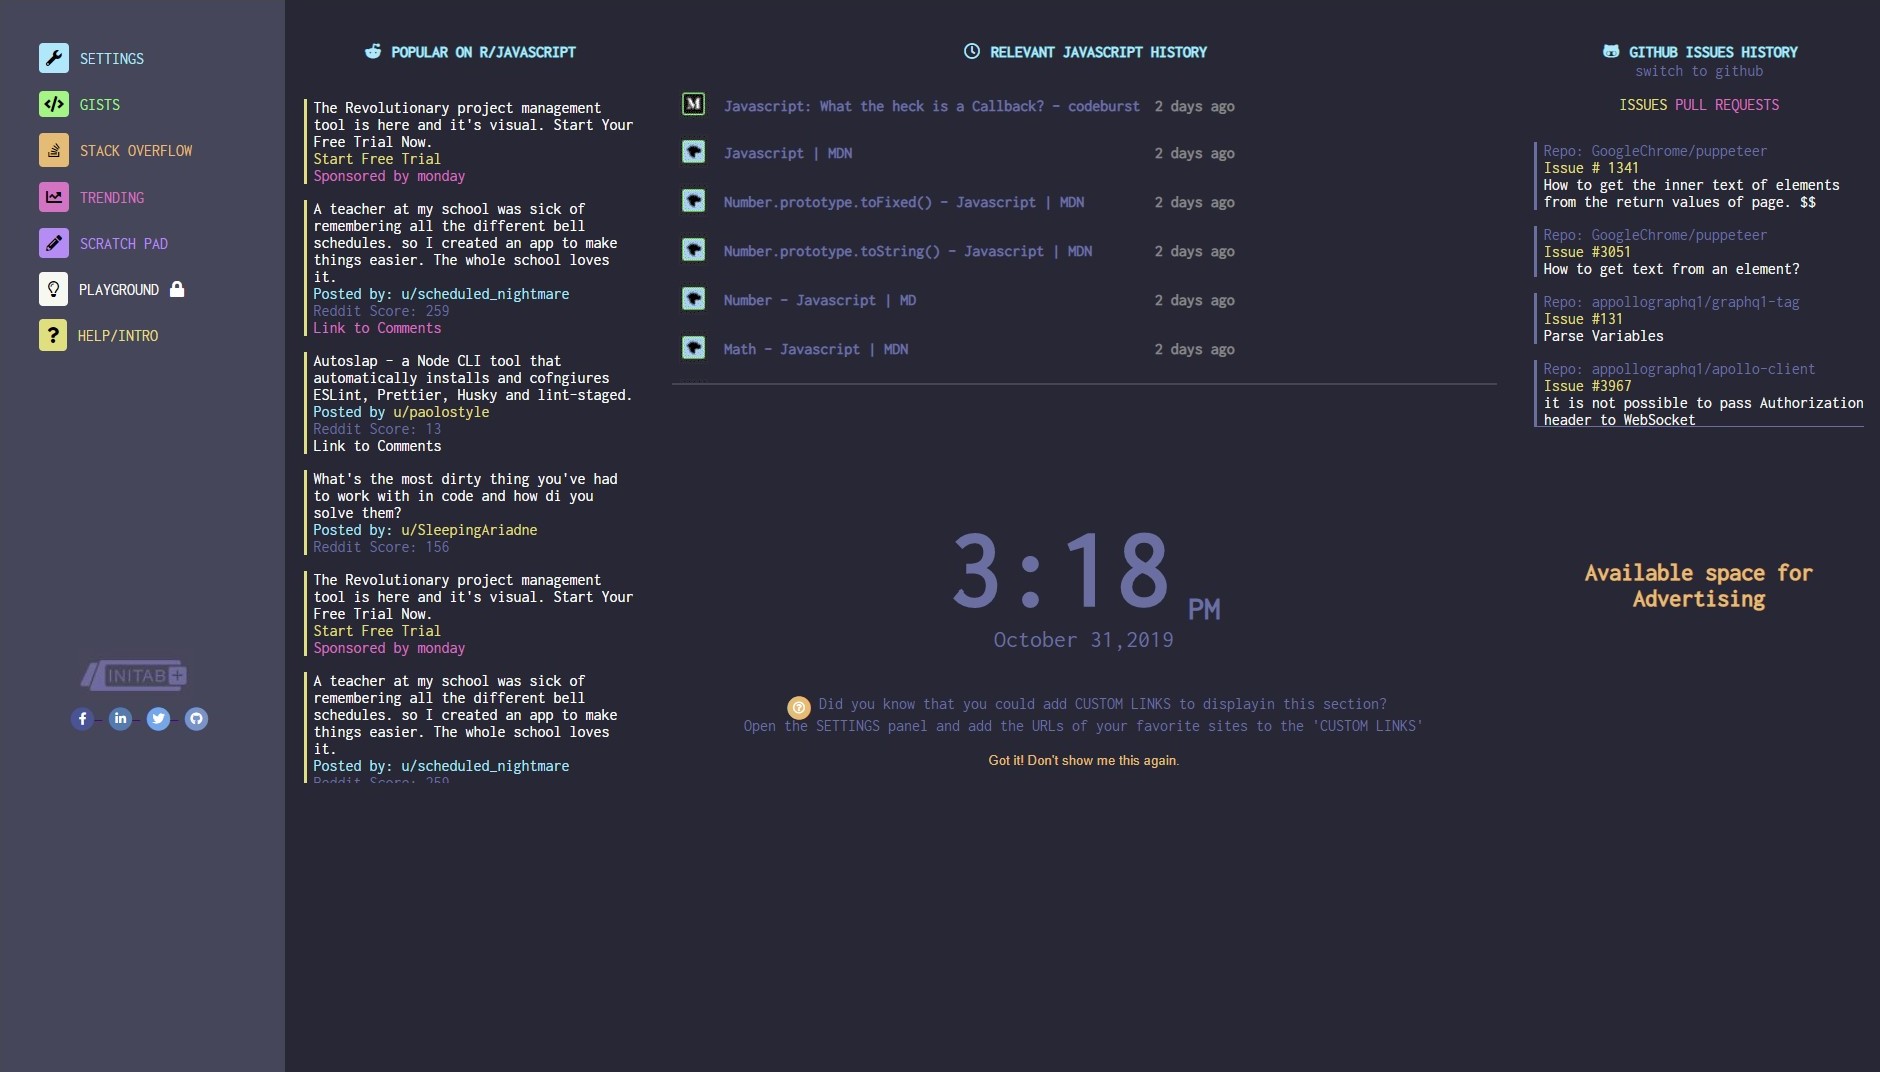 SETTINGS
GISTS
STACK OVERFLOW
TRENDING
SCRATCH PAD
PLAYGROUND
HELP/INTRO
INITAB+
POPULAR ON R/JAVASCRIPT
The Revolutionary project management
tool is here and it's visual. Start Your
Free Trial Now.
Start Free Trial
Sponsored by monday
A teacher at my school was sick of
remembering all the different bell
schedules. so I created an app to make
things easier. The whole school loves
it.
Posted by: u/scheduled_nightmare
Reddit Score: 259
Link to Comments
Autoslap - a Node CLI tool that
automatically installs and cofngiures
ESLint, Prettier, Husky and lint-staged.
Posted by u/paolostyle
Reddit Score: 13
Link to Comments
What's the most dirty thing you've had
to work with in code and how di you
solve them?
Posted by: u/SleepingAriadne
Reddit Score: 156
The Revolutionary project management
tool is here and it's visual. Start Your
Free Trial Now.
Start Free Trial
Sponsored by monday
A teacher at my school was sick of
remembering all the different bell
schedules. so I created an app to make
things easier. The whole school loves
it.
Posted by: u/scheduled_nightmare
Reddit Score: 259
RELEVANT JAVASCRIPT HISTORY
Javascript: What the heck is a Callback? - codeburst 2 days ago
Javascript | MDN 2 days ago
Number.prototype.toFixed() - Javascript | MDN 2 days ago
Number.prototype.toString() - Javascript | MDN 2 days ago
Number - Javascript | MD 2 days ago
Math - Javascript | MDN 2 days ago
3:18 PM
October 31,2019
Did you know that you could add CUSTOM LINKS to displayin this section?
Open the SETTINGS panel and add the URLs of your favorite sites to the 'CUSTOM LINKS'
Got it! Don't show me this again.
GITHUB ISSUES HISTORY
switch to github
ISSUES PULL REQUESTS
Repo: GoogleChrome/puppeteer
Issue # 1341
How to get the inner text of elements
from the return values of page. $$
Repo: GoogleChrome/puppeteer
Issue #3051
How to get text from an element?
Repo: appollographq1/graphq1-tag
Issue #131
Parse Variables
Repo: appollographq1/apollo-client
Issue #3967
it is not possible to pass Authorization
header to WebSocket
Available space for
Advertising